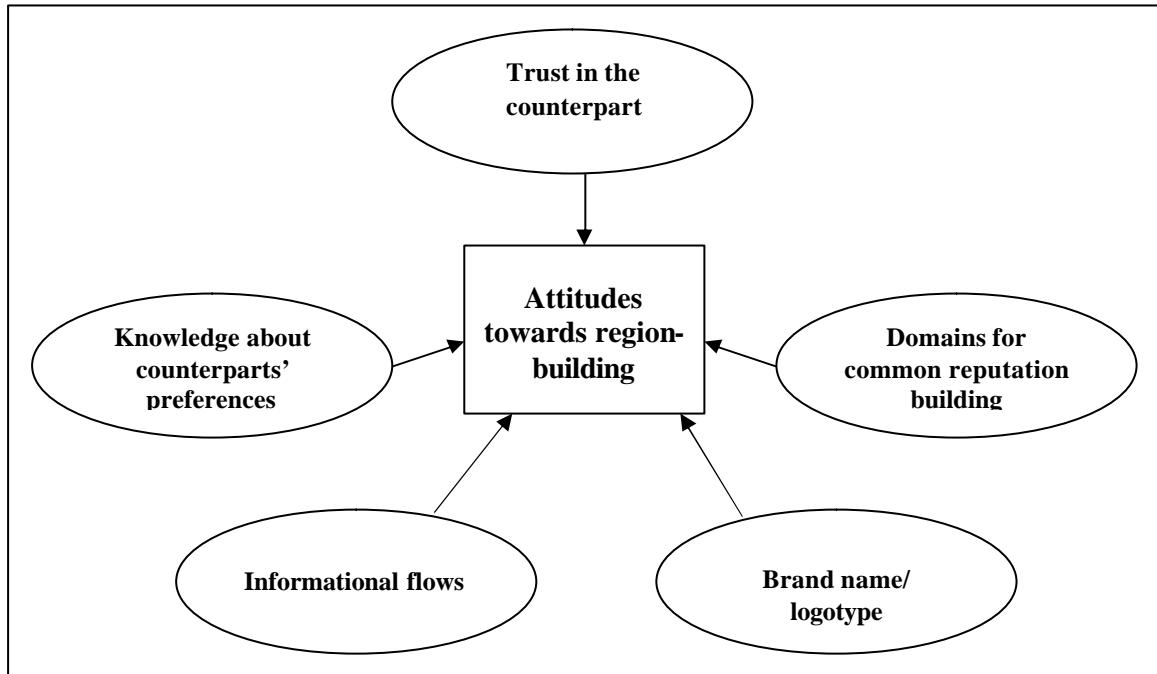 Trust in the
counterpart
Attitudes
towards region-
building
Knowledge about
counterparts’
preferences
Domains for
common reputation
building
Informational flows
Brand name/
logotype